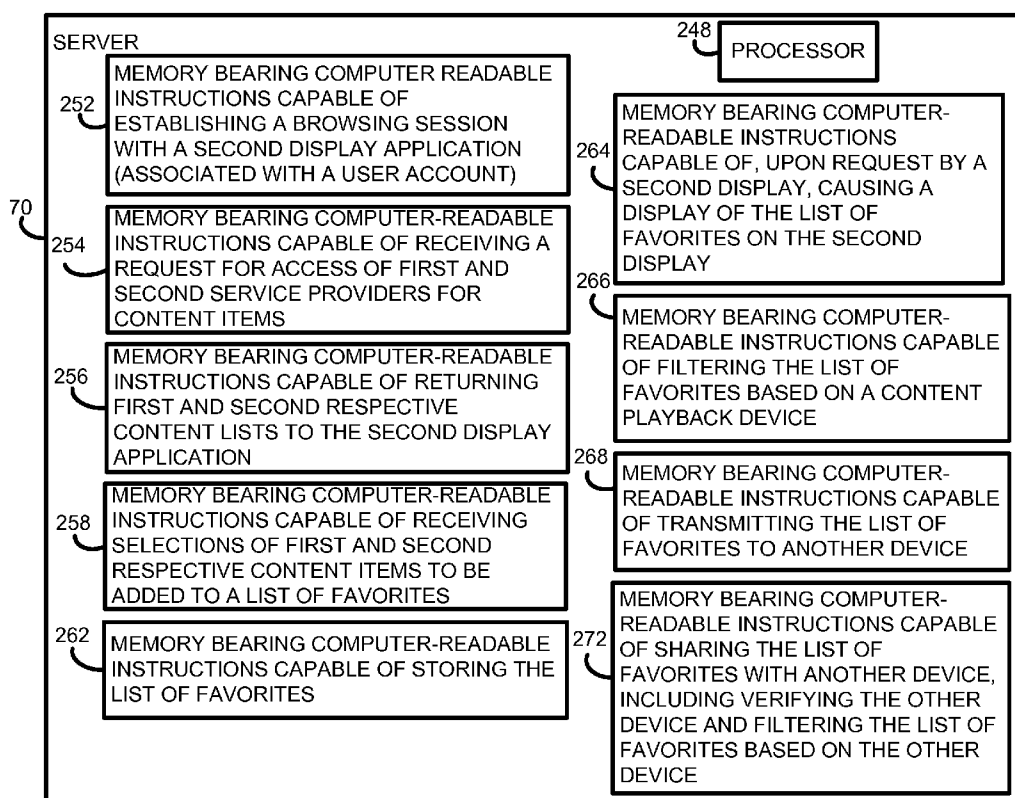 SERVER
252
MEMORY BEARING COMPUTER READABLE
INSTRUCTIONS CAPABLE OF
ESTABLISHING A BROWSING SESSION
WITH A SECOND DISPLAY APPLICATION
(ASSOCIATED WITH A USER ACCOUNT)
70
254
MEMORY BEARING COMPUTER-READABLE
INSTRUCTIONS CAPABLE OF RECEIVING A
REQUEST FOR ACCESS OF FIRST AND
SECOND SERVICE PROVIDERS FOR
CONTENT ITEMS
256
MEMORY BEARING COMPUTER-READABLE
INSTRUCTIONS CAPABLE OF RETURNING
FIRST AND SECOND RESPECTIVE
CONTENT LISTS TO THE SECOND DISPLAY
APPLICATION
258
MEMORY BEARING COMPUTER-READABLE
INSTRUCTIONS CAPABLE OF RECEIVING
SELECTIONS OF FIRST AND SECOND
RESPECTIVE CONTENT ITEMS TO BE
ADDED TO A LIST OF FAVORITES
262
MEMORY BEARING COMPUTER-READABLE
INSTRUCTIONS CAPABLE OF STORING THE
LIST OF FAVORITES
248
PROCESSOR
264
MEMORY BEARING COMPUTER-
READABLE INSTRUCTIONS
CAPABLE OF, UPON REQUEST BY A
SECOND DISPLAY, CAUSING A
DISPLAY OF THE LIST OF
FAVORITES ON THE SECOND
DISPLAY
266
MEMORY BEARING COMPUTER-
READABLE INSTRUCTIONS CAPABLE
OF FILTERING THE LIST OF
FAVORITES BASED ON A CONTENT
PLAYBACK DEVICE
268
MEMORY BEARING COMPUTER-
READABLE INSTRUCTIONS CAPABLE
OF TRANSMITTING THE LIST OF
FAVORITES TO ANOTHER DEVICE
272
MEMORY BEARING COMPUTER-
READABLE INSTRUCTIONS CAPABLE
OF SHARING THE LIST OF
FAVORITES WITH ANOTHER DEVICE,
INCLUDING VERIFYING THE OTHER
DEVICE AND FILTERING THE LIST OF
FAVORITES BASED ON THE OTHER
DEVICE